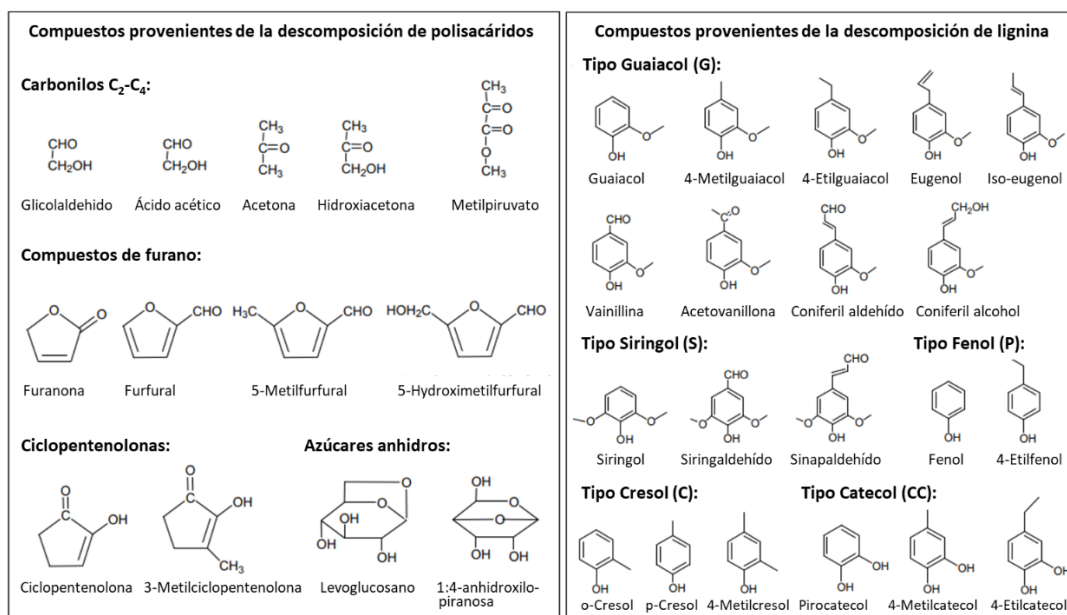 Compuestos provenientes de la descomposición de polisacáridos
Carbonilos C₂-C₄:
CHO
CH₂OH
Glicolaldehido
CHO
CH₂OH
Ácido acético
CH₃
C=O
CH₃
Acetona
CH₃
C=O
CH₂OH
Hidroxiacetona
CH₃
C=O
C=O
O
CH₃
Metilpiruvato
Compuestos de furano:
O
O
Furanona
O
CHO
Furfural
H₃C
O
CHO
5-Metilfurfural
HOH₂C
O
CHO
5-Hydroximetilfurfural
Ciclopentenolonas:
O
OH
Ciclopentenolona
O
OH
CH₃
3-Metilciclopentenolona
Azúcares anhidros:
O
O
OH
OH
OH
Levoglucosano
OH
O
O
OH
OH
1:4-anhidroxilo-
piranosa
Compuestos provenientes de la descomposición de lignina
Tipo Guaiacol (G):
O
OH
Guaiacol
O
OH
4-Metilguaiacol
O
OH
4-Etilguaiacol
O
OH
Eugenol
O
OH
Iso-eugenol
CHO
O
OH
Vainillina
C
O
O
OH
Acetovanillona
CHO
O
OH
Coniferil aldehído
CH₂OH
O
OH
Coniferil alcohol
Tipo Siringol (S):
O
O
OH
Siringol
CHO
O
O
OH
Siringaldehído
CHO
O
O
OH
Sinapaldehído
Tipo Fenol (P):
OH
Fenol
OH
4-Etilfenol
Tipo Cresol (C):
OH
o-Cresol
OH
p-Cresol
OH
4-Metilcresol
Tipo Catecol (CC):
OH
OH
Pirocatecol
OH
OH
4-Metilcatecol
OH
OH
4-Etilcatecol